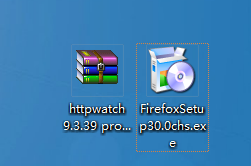 httpwatch
9.3.39 pro...
FirefoxSetu
p30.0chs.ex
e